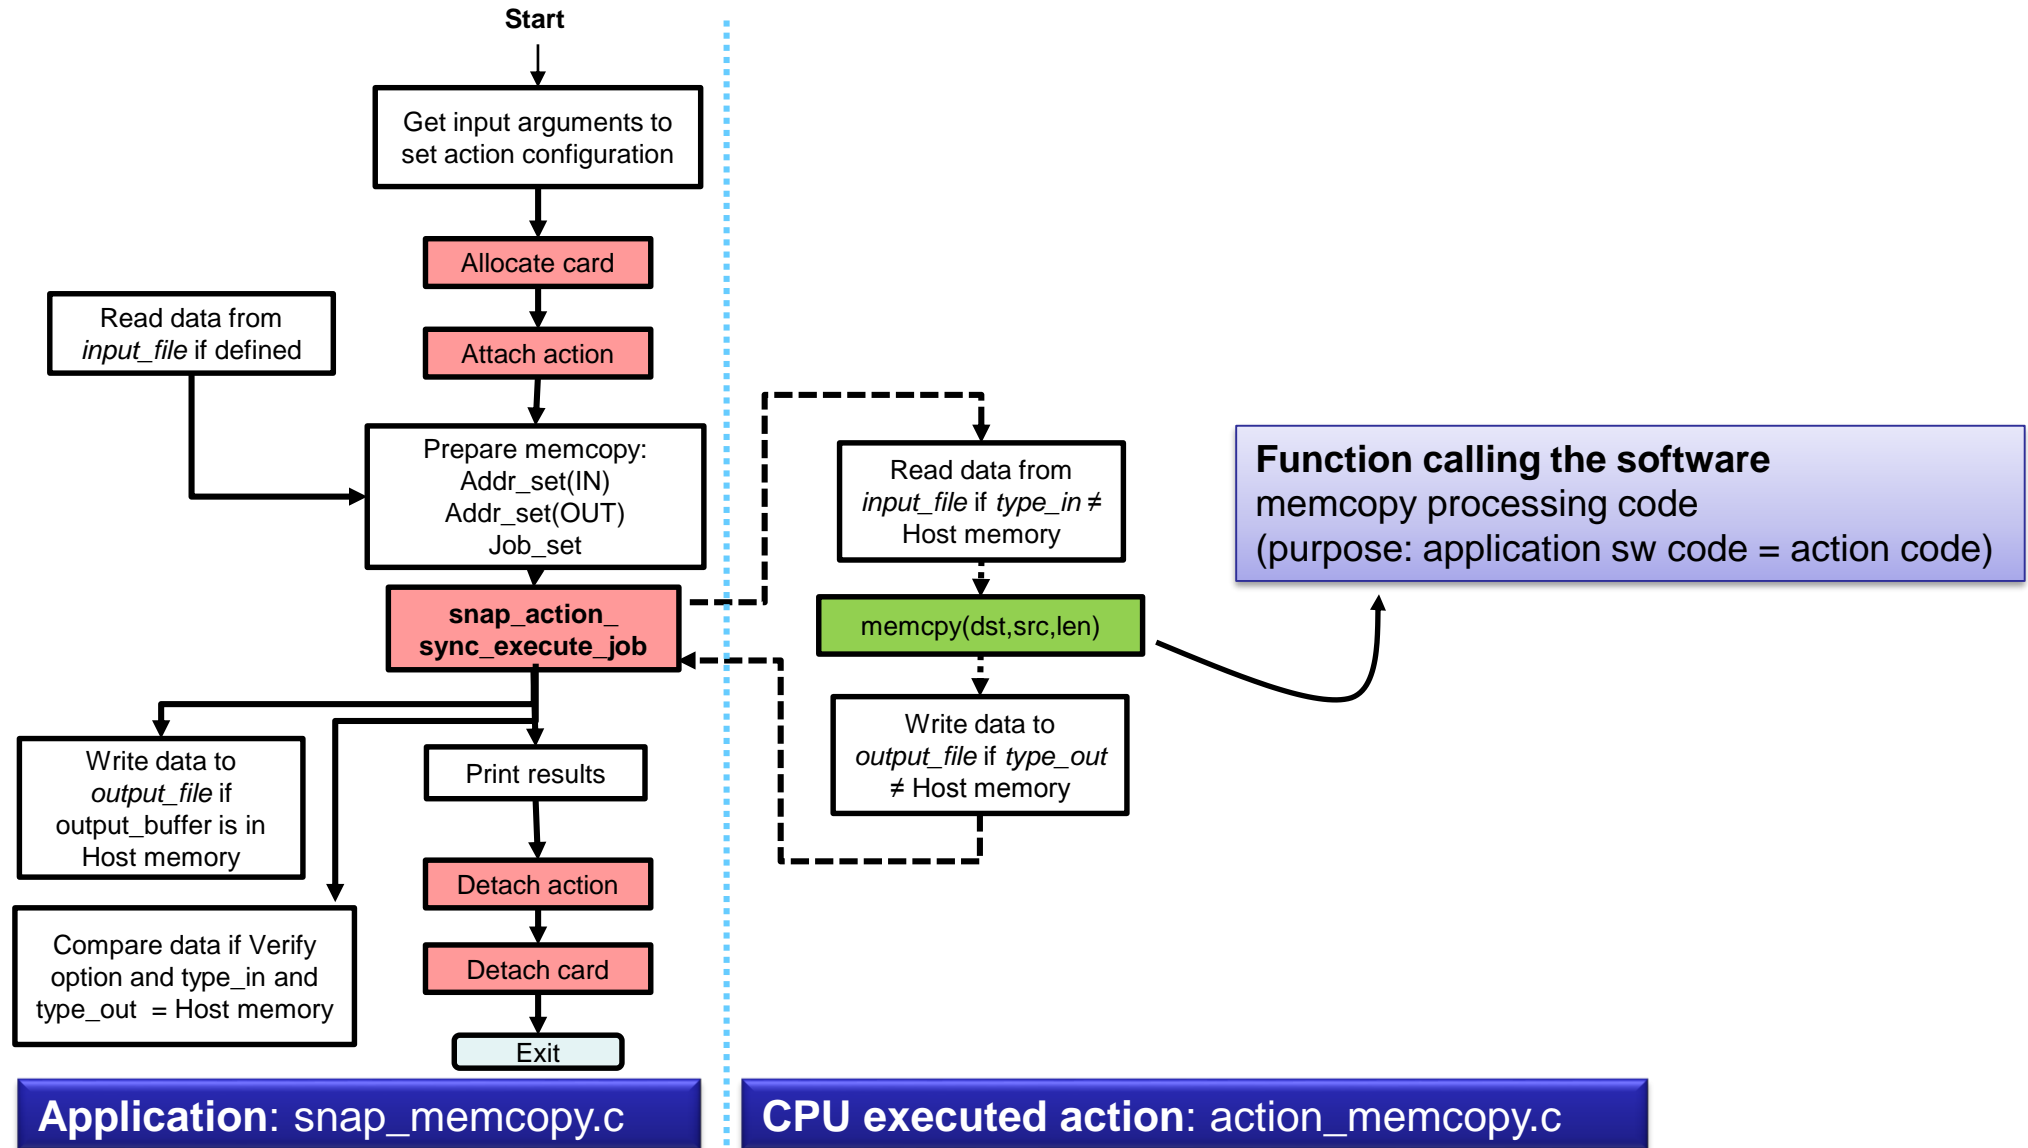 Start
Get input arguments to
set action configuration
Allocate card
Read data from
input_file if defined
Attach action
Prepare memcopy:
Addr_set(IN)
Addr_set(OUT)
Job_set
snap_action_
sync_execute_job
Write data to
output_file if
output_buffer is in
Host memory
Print results
Compare data if Verify
option and type_in and
type_out = Host memory
Detach action
Detach card
Exit
Application: snap_memcopy.c
Read data from
input_file if type_in ≠
Host memory
memcpy(dst,src,len)
Write data to
output_file if type_out
≠ Host memory
Function calling the software
memcopy processing code
(purpose: application sw code = action code)
CPU executed action: action_memcopy.c